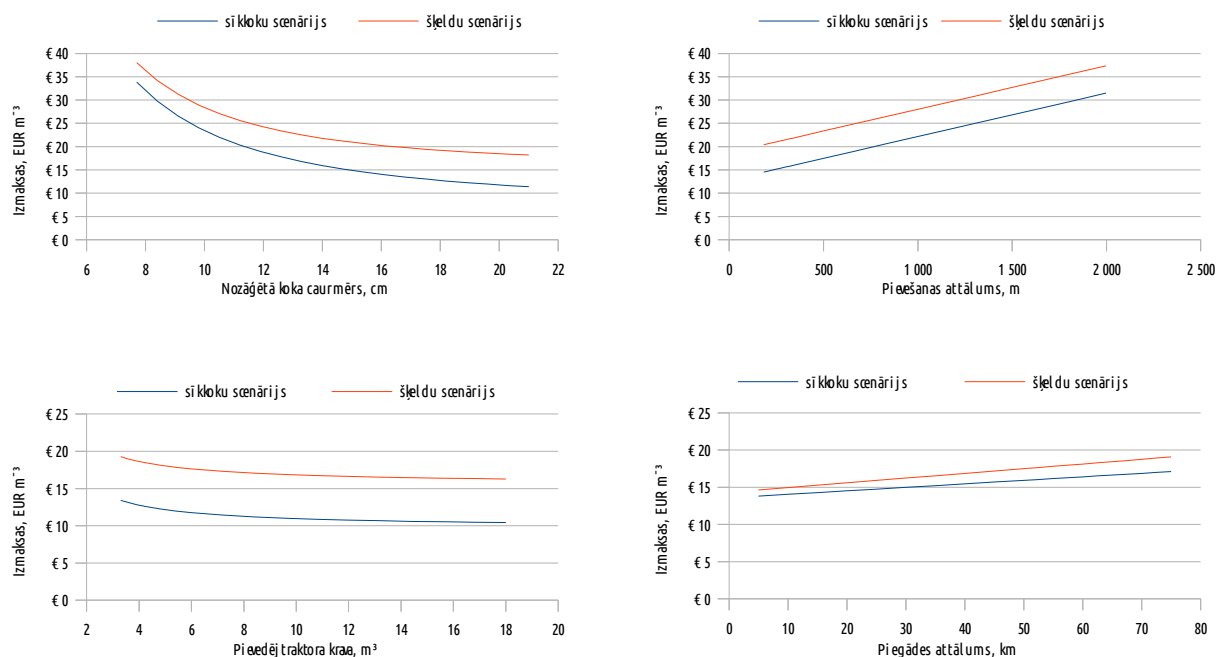 sīkkoku scenārijs šķeldu scenārijs
€ 40
€ 35
€ 30
€ 25
€ 20
€ 15
€ 10
€ 5
€ 0
Izmaksas, EUR m⁻³
6 8 10 12 14 16 18 20 22
Nozāģētā koka caurmērs, cm
sīkkoku scenārijs šķeldu scenārijs
€ 40
€ 35
€ 30
€ 25
€ 20
€ 15
€ 10
€ 5
€ 0
Izmaksas, EUR m⁻³
0 500 1 000 1 500 2 000 2 500
Pievešanas attālums, m
sīkkoku scenārijs šķeldu scenārijs
€ 25
€ 20
€ 15
€ 10
€ 5
€ 0
Izmaksas, EUR m⁻³
2 4 6 8 10 12 14 16 18 20
Pievedējtraktora krava, m³
sīkkoku scenārijs šķeldu scenārijs
€ 25
€ 20
€ 15
€ 10
€ 5
€ 0
Izmaksas, EUR m⁻³
0 10 20 30 40 50 60 70 80
Piegādes attālums, km